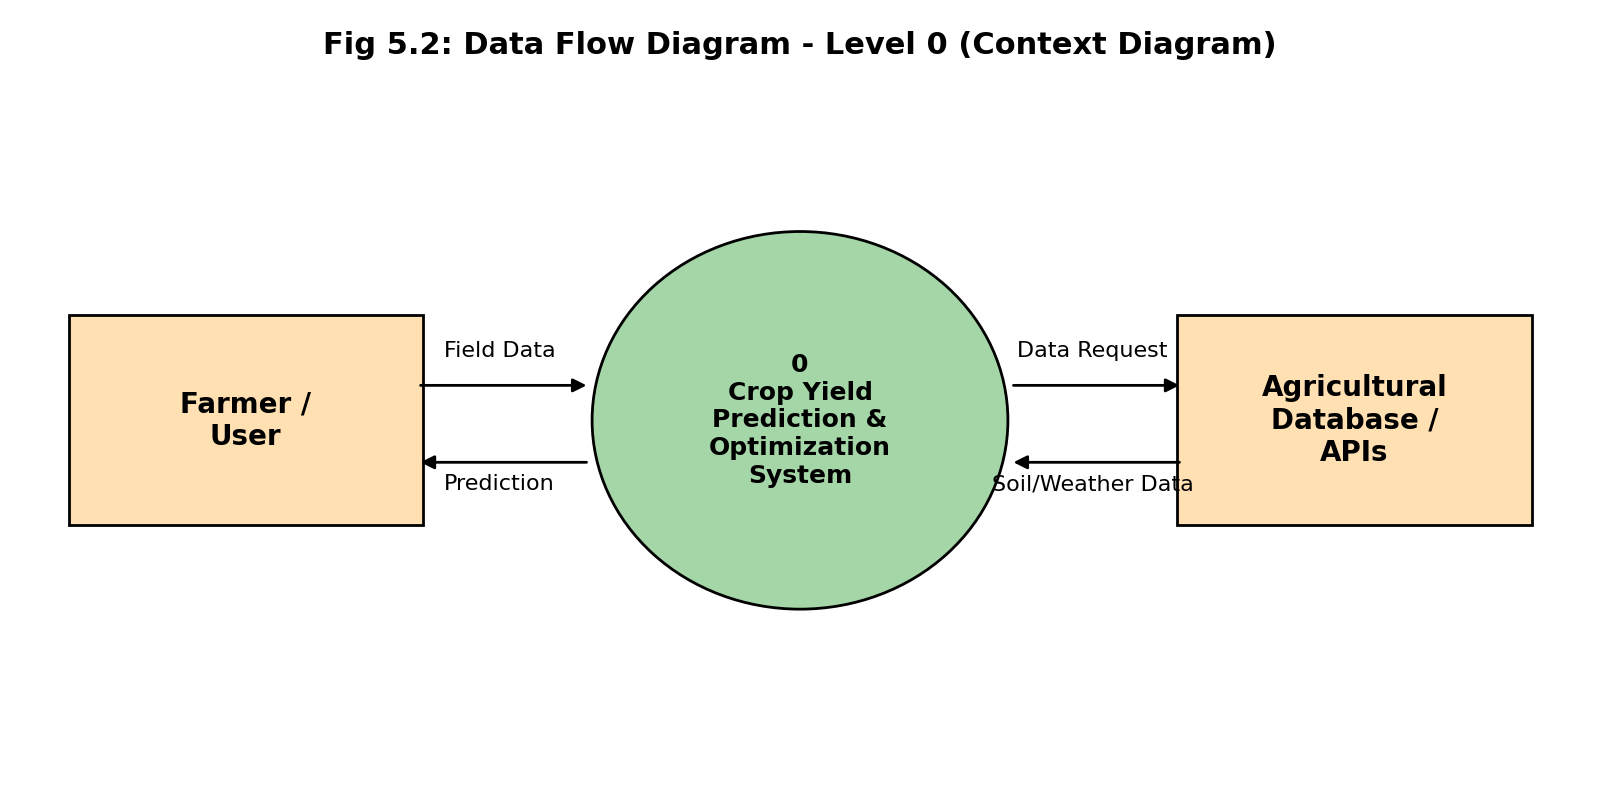 Fig 5.2: Data Flow Diagram - Level 0 (Context Diagram)
Farmer /
User
Field Data
Prediction
0
Crop Yield
Prediction &
Optimization
System
Data Request
Soil/Weather Data
Agricultural
Database /
APIs